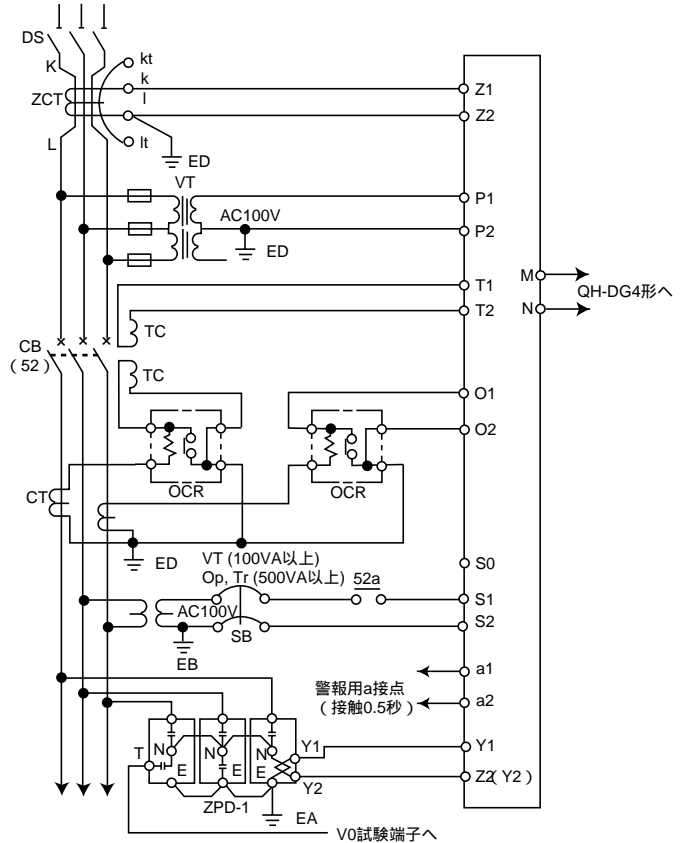 DS
K
kt
k
l
ZCT
L
lt
ED
Z1
Z2
VT
AC100V
ED
P1
P2
T1
T2
M
N
QH-DG4形へ
TC
TC
CB
(52)
O1
O2
OCR
OCR
CT
ED
VT (100VA以上)
Op, Tr (500VA以上)
52a
AC100V
SB
EB
S0
S1
S2
a1
a2
警報用a接点
(接触0.5秒)
T
N
E
N
E
N
E
Y1
Y2
ZPD-1
EA
Y1
Z2(Y2)
V0試験端子へ